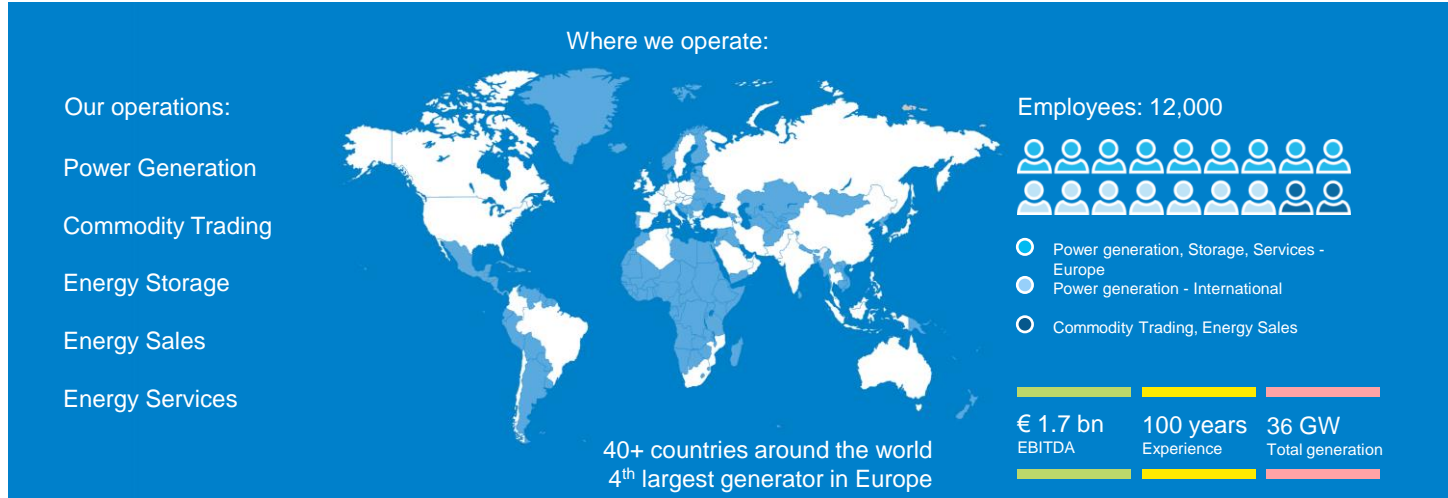 Where we operate:
Our operations:
Power Generation
Commodity Trading
Energy Storage
Energy Sales
Energy Services
40+ countries around the world
4th largest generator in Europe
Employees: 12,000
Power generation, Storage, Services -
Europe
Power generation - International
Commodity Trading, Energy Sales
€ 1.7 bn
EBITDA
100 years
Experience
36 GW
Total generation